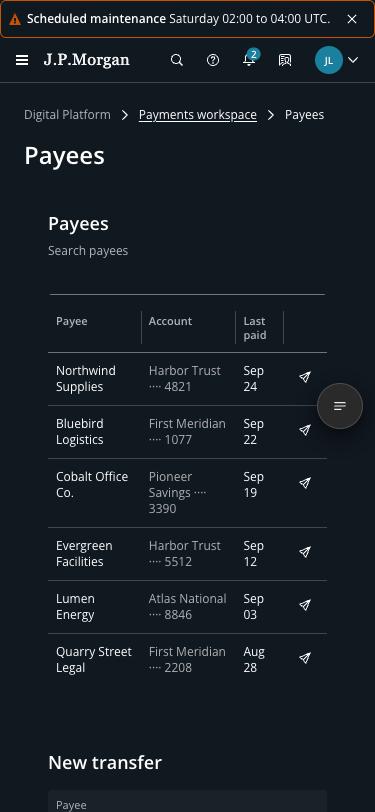 Scheduled maintenance Saturday 02:00 to 04:00 UTC.
J.P.Morgan
2
JL
Digital Platform
Payments workspace
Payees
Payees
Payees
Search payees
Payee
Account
Last
paid
Northwind
Supplies
Harbor Trust
···· 4821
Sep
24
Bluebird
Logistics
First Meridian
···· 1077
Sep
22
Cobalt Office
Co.
Pioneer
Savings ····
3390
Sep
19
Evergreen
Facilities
Harbor Trust
···· 5512
Sep
12
Lumen
Energy
Atlas National
···· 8846
Sep
03
Quarry Street
Legal
First Meridian
···· 2208
Aug
28
New transfer
Payee